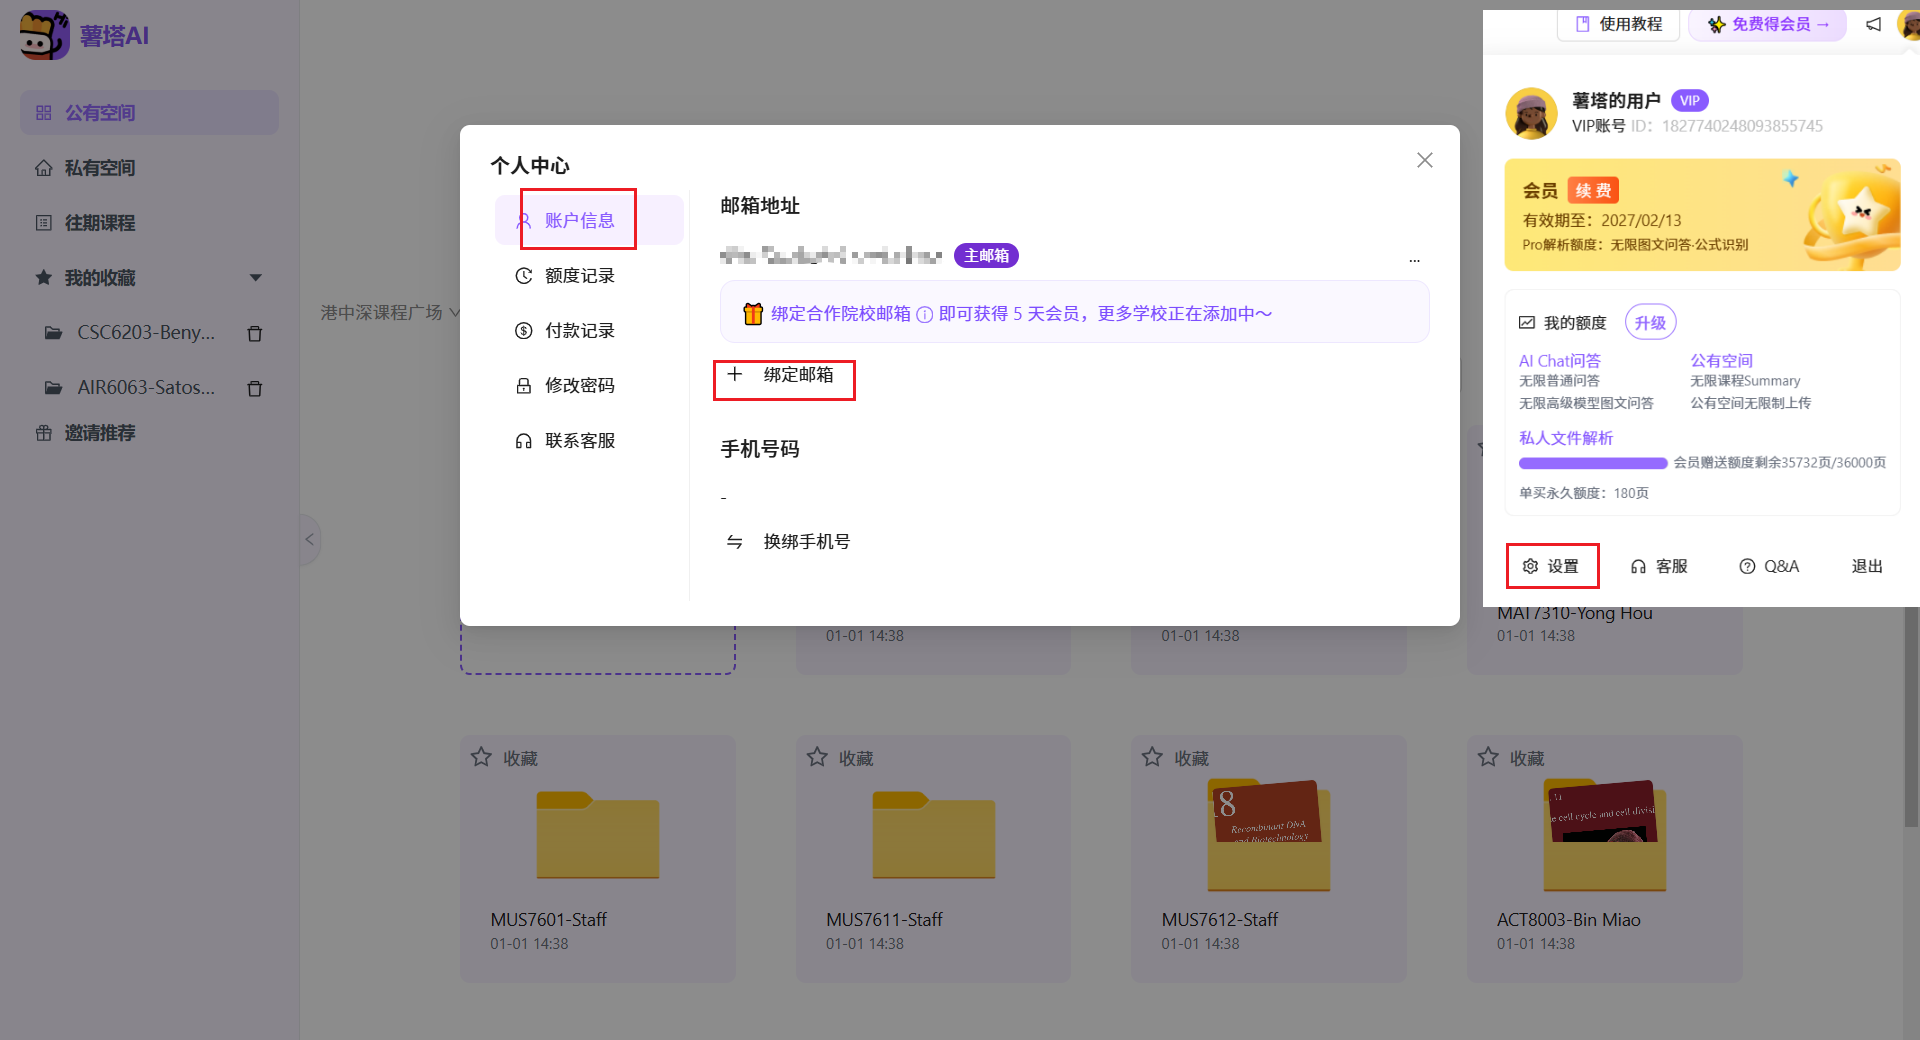 薯塔AI
公有空间
私有空间
往期课程
我的收藏
CSC6203-Beny...
AIR6063-Satos...
邀请推荐
港中深课程广场
个人中心
账户信息
额度记录
付款记录
修改密码
联系客服
邮箱地址
主邮箱
...
绑定合作院校邮箱 即可获得 5 天会员，更多学校正在添加中～
绑定邮箱
手机号码
-
换绑手机号
使用教程
免费得会员 →
薯塔的用户 VIP
VIP账号 ID：1827740248093855745
会员 续费
有效期至：2027/02/13
Pro解析额度：无限图文问答·公式识别
我的额度 升级
AI Chat问答
无限普通问答
无限高级模型图文问答
公有空间
无限课程Summary
公有空间无限制上传
私人文件解析
会员赠送额度剩余35732页/36000页
单买永久额度：180页
设置
客服
Q&A
退出
01-01 14:38
01-01 14:38
MAT7310-Yong Hou
01-01 14:38
收藏
MUS7601-Staff
01-01 14:38
收藏
MUS7611-Staff
01-01 14:38
收藏
18
Recombinant DNA
and Biotechnology
MUS7612-Staff
01-01 14:38
收藏
11
e cell cycle and cell divisi
ACT8003-Bin Miao
01-01 14:38